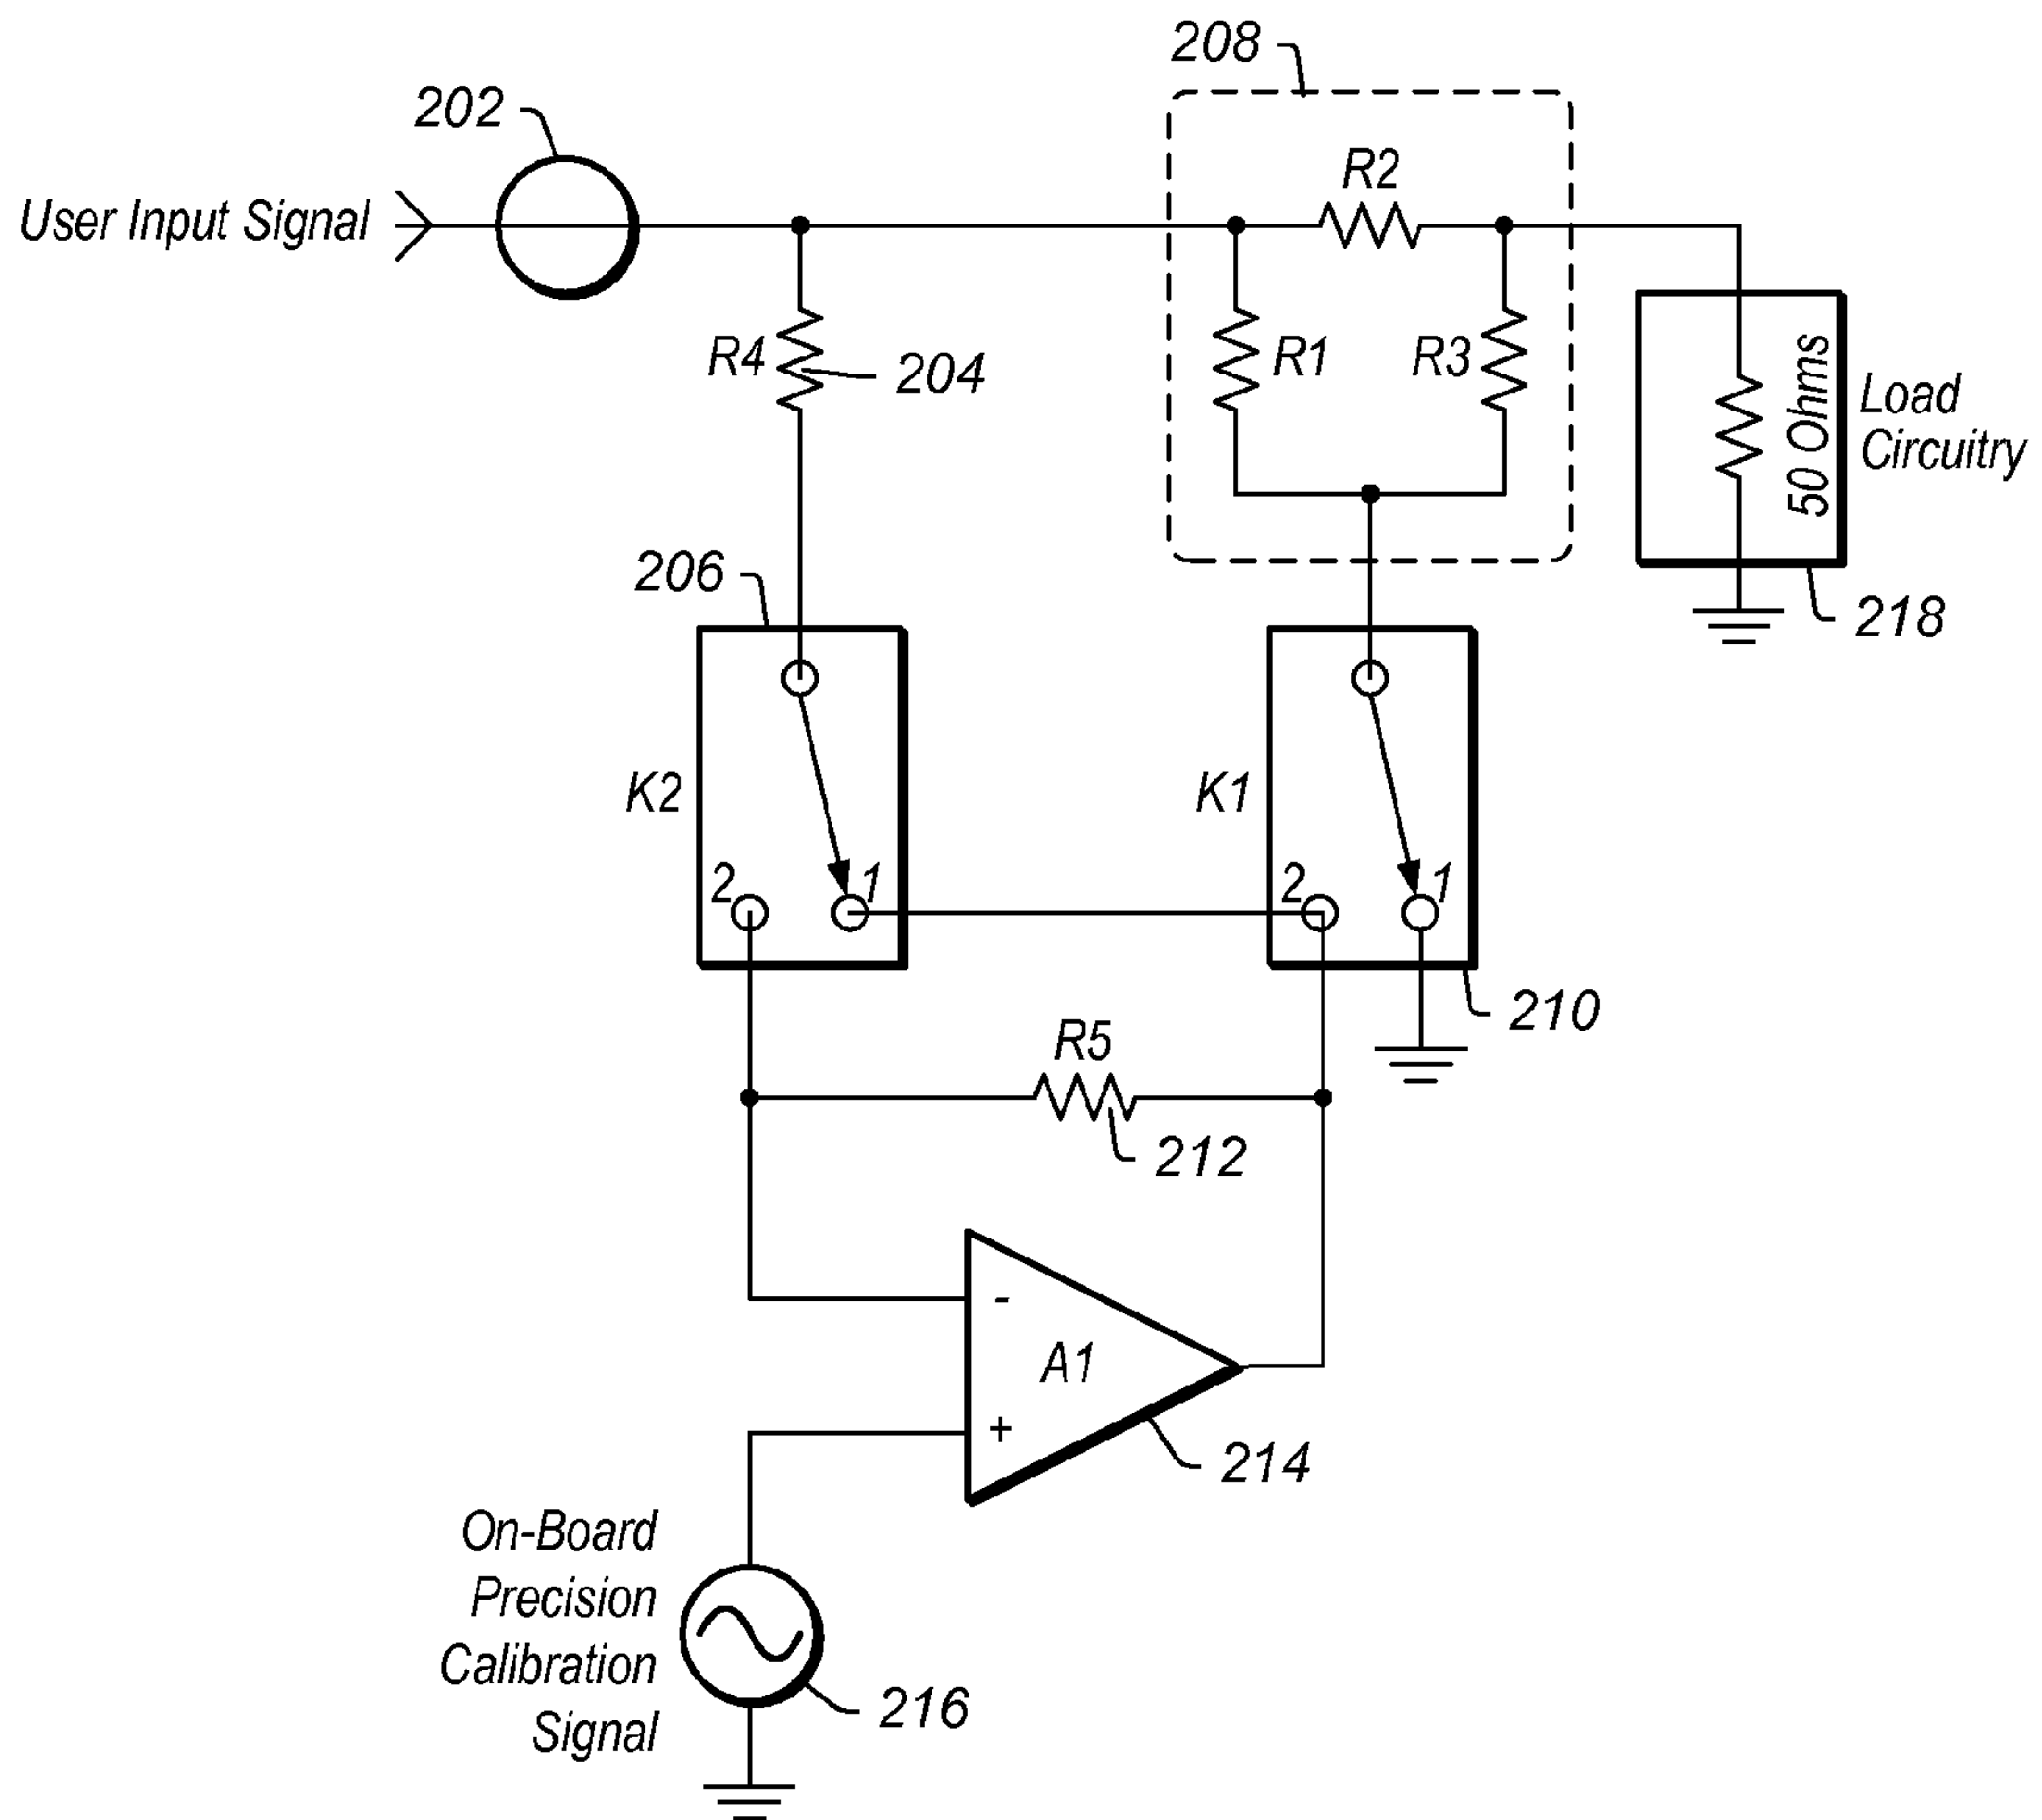 208
202
R2
User Input Signal
R4
204
R1
R3
50 Ohms
Load
Circuitry
206
218
K2
K1
2
1
2
1
210
R5
212
-
A1
+
214
On-Board
Precision
Calibration
Signal
216